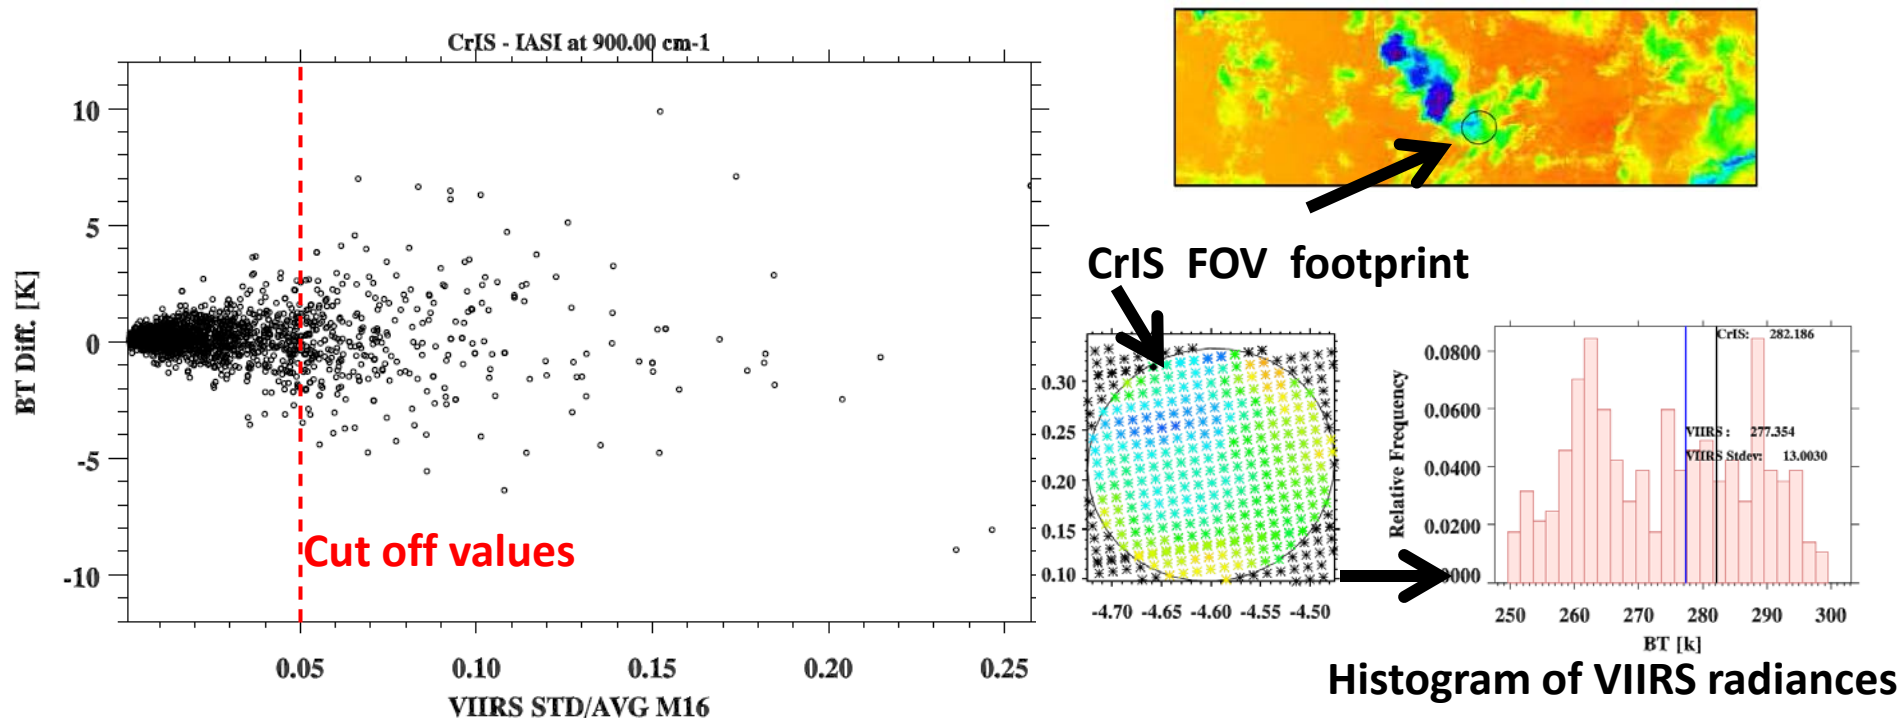 CrIS - IASI at 900.00 cm-1
10
5
0
-5
-10
BT Diff. [K]
Cut off values
0.05 0.10 0.15 0.20 0.25
VIIRS STD/AVG M16
CrIS FOV footprint
0.30
0.25
0.20
0.15
0.10
-4.70 -4.65 -4.60 -4.55 -4.50
CrIS: 282.186
VIIRS : 277.354
VIIRS Stdev: 13.0030
Relative Frequency
0.0800
0.0600
0.0400
0.0200
0000
250 260 270 280 290 300
BT [k]
Histogram of VIIRS radiances